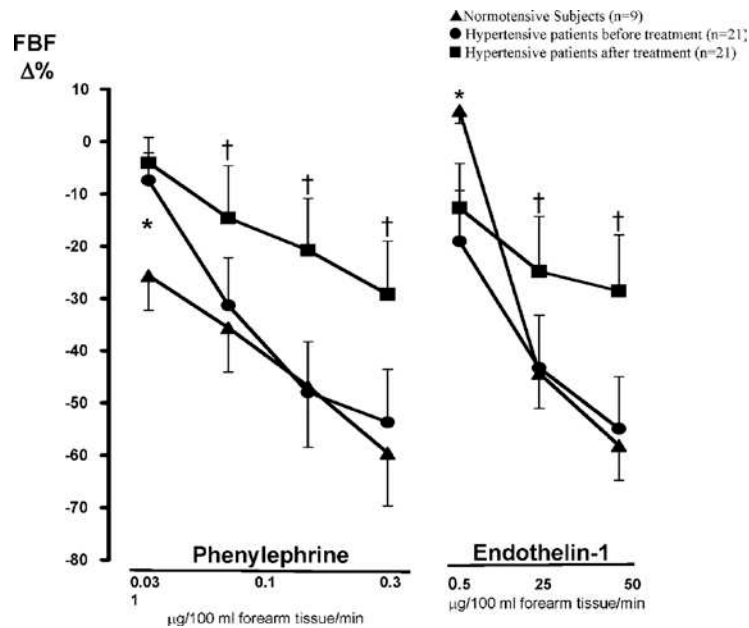 FBF
Δ%
▲ Normotensive Subjects (n=9)
● Hypertensive patients before treatment (n=21)
■ Hypertensive patients after treatment (n=21)
10
0
-10
-20
-30
-40
-50
-60
-70
-80
* † † †
* † †
Phenylephrine
0.03 0.1 0.3
1
μg/100 ml forearm tissue/min
Endothelin-1
0.5 25 50
μg/100 ml forearm tissue/min